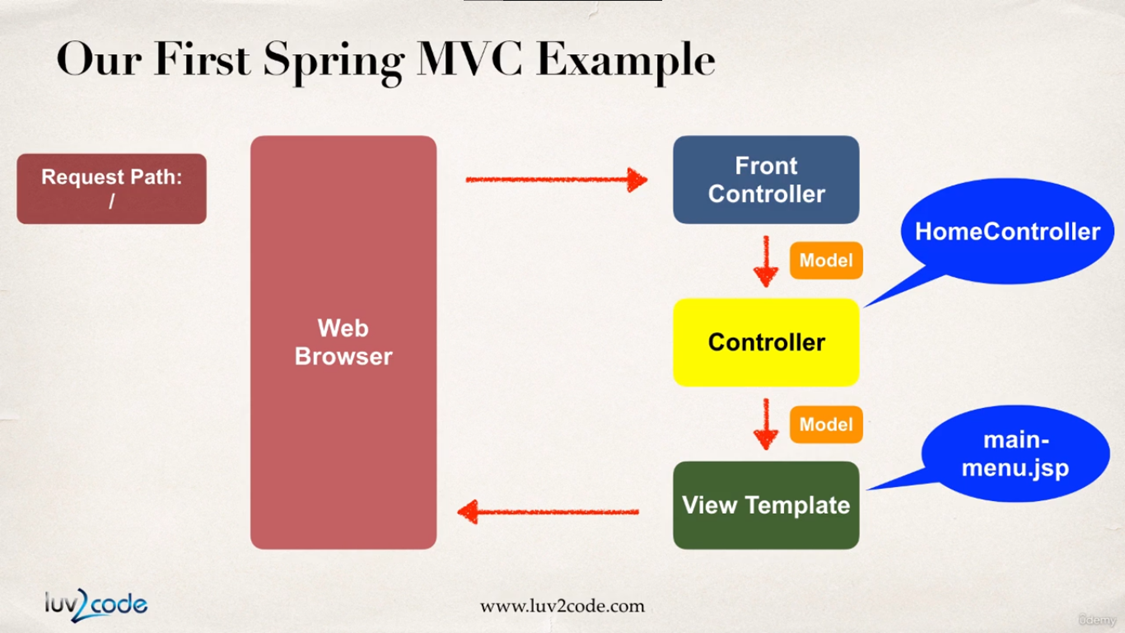 Our First Spring MVC Example
Request Path:
/
Web
Browser
Front
Controller
Model
HomeController
Controller
Model
main-
menu.jsp
View Template
luv2code
www.luv2code.com
ûdemy